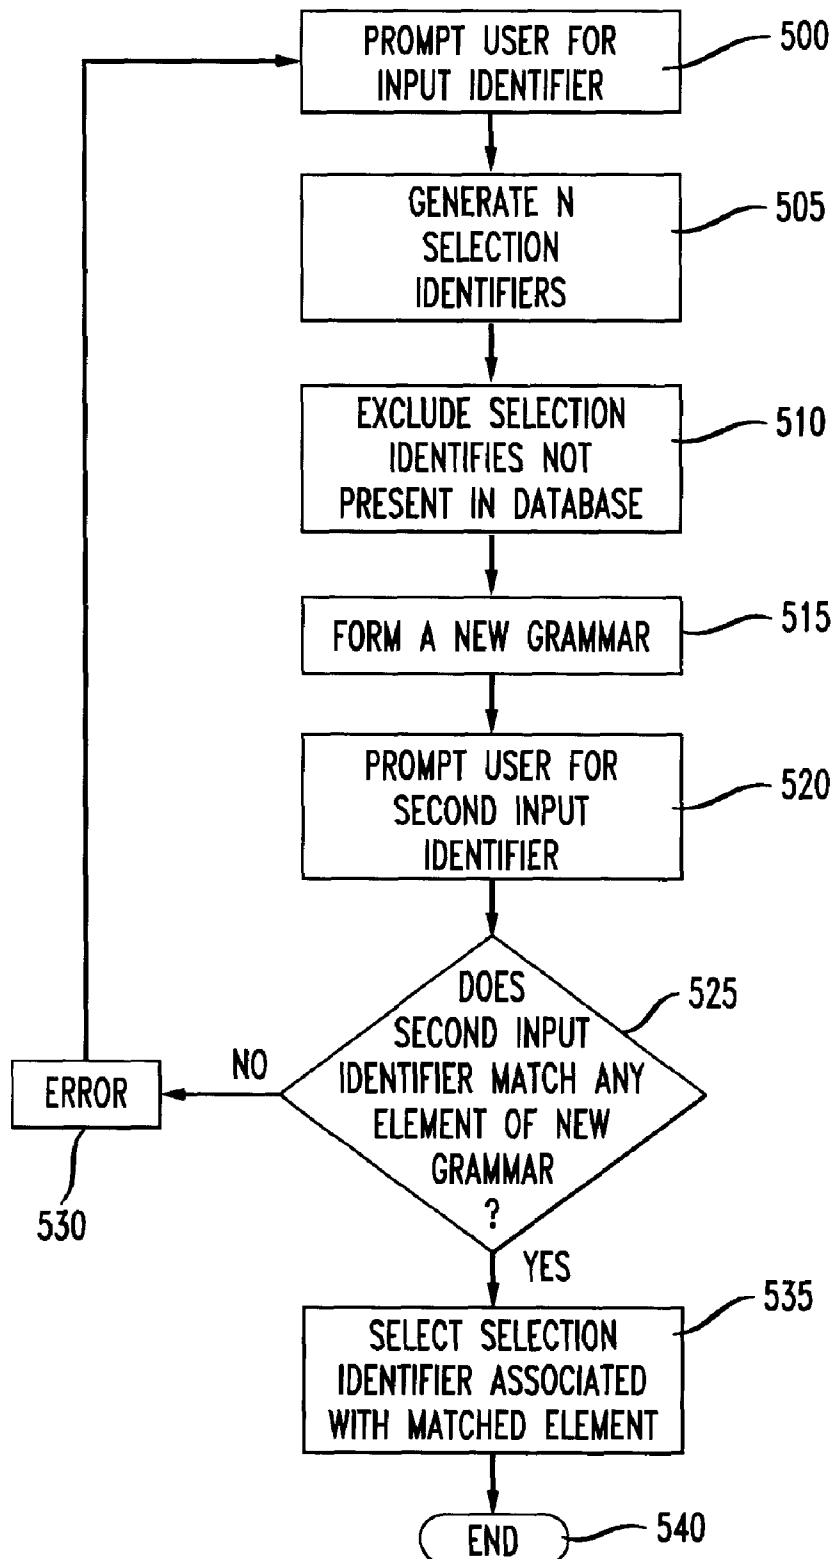 PROMPT USER FOR
INPUT IDENTIFIER
500
GENERATE N
SELECTION
IDENTIFIERS
505
EXCLUDE SELECTION
IDENTIFIES NOT
PRESENT IN DATABASE
510
FORM A NEW GRAMMAR
515
PROMPT USER FOR
SECOND INPUT
IDENTIFIER
520
DOES
SECOND INPUT
IDENTIFIER MATCH ANY
ELEMENT OF NEW
GRAMMAR
?
525
NO
ERROR
530
YES
SELECT SELECTION
IDENTIFIER ASSOCIATED
WITH MATCHED ELEMENT
535
END
540